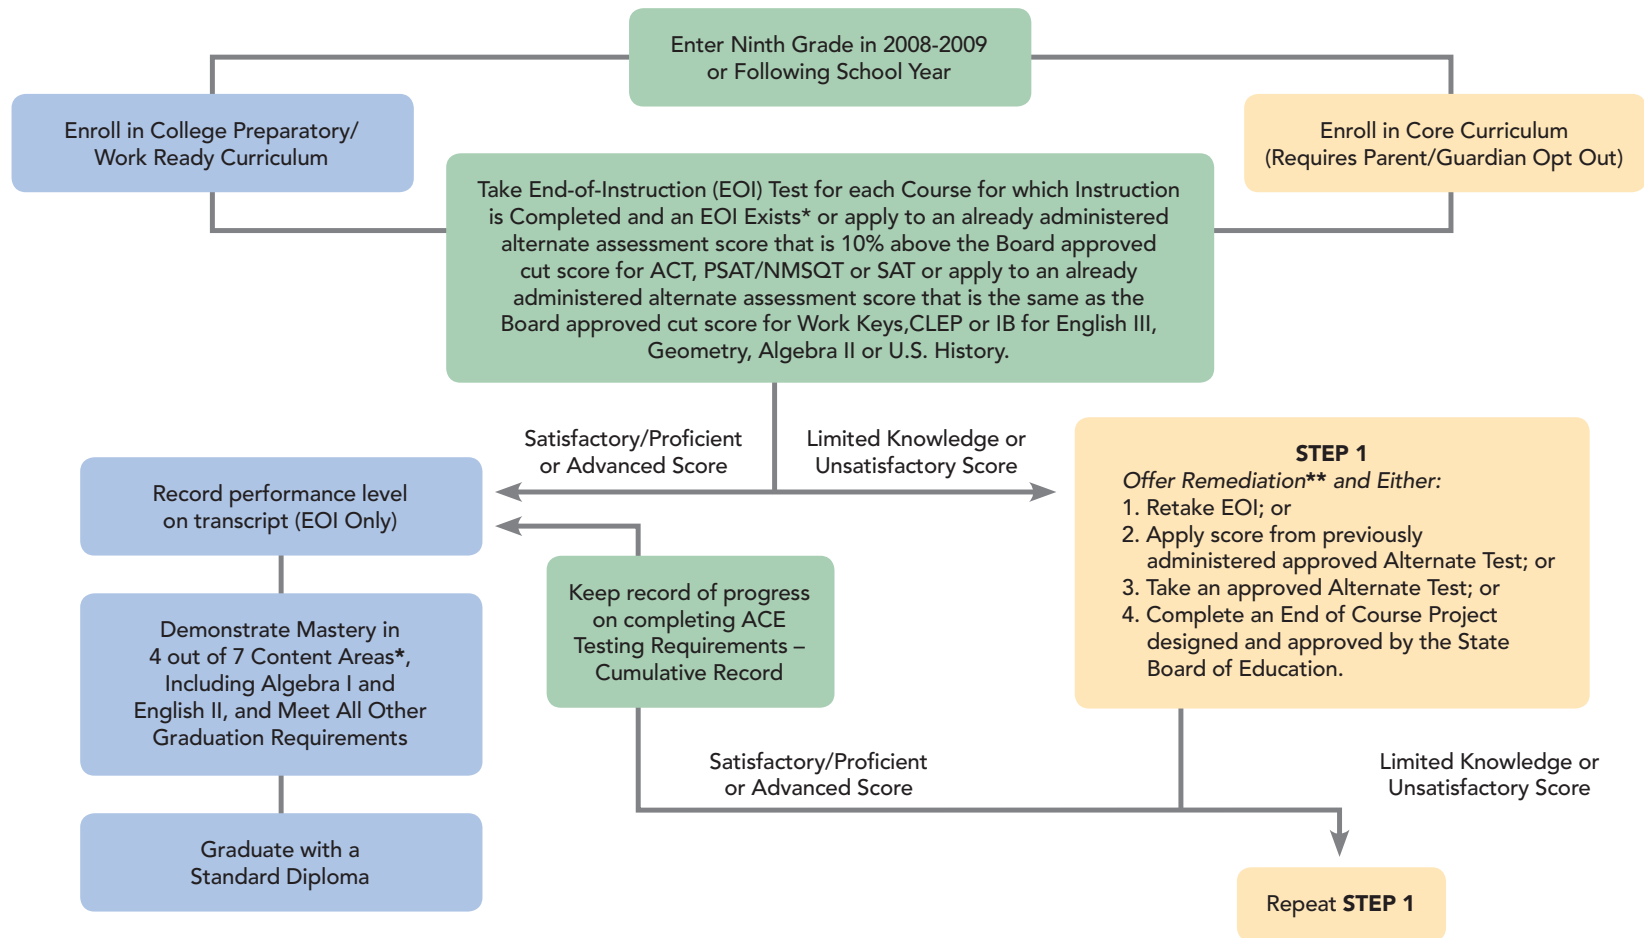 Enter Ninth Grade in 2008-2009
or Following School Year
Enroll in College Preparatory/
Work Ready Curriculum
Enroll in Core Curriculum
(Requires Parent/Guardian Opt Out)
Take End-of-Instruction (EOI) Test for each Course for which Instruction
is Completed and an EOI Exists* or apply to an already administered
alternate assessment score that is 10% above the Board approved
cut score for ACT, PSAT/NMSQT or SAT or apply to an already
administered alternate assessment score that is the same as the
Board approved cut score for Work Keys,CLEP or IB for English III,
Geometry, Algebra II or U.S. History.
Satisfactory/Proficient
or Advanced Score
Limited Knowledge or
Unsatisfactory Score
Record performance level
on transcript (EOI Only)
STEP 1
Offer Remediation** and Either:
1. Retake EOI; or
2. Apply score from previously
administered approved Alternate Test; or
3. Take an approved Alternate Test; or
4. Complete an End of Course Project
designed and approved by the State
Board of Education.
Keep record of progress
on completing ACE
Testing Requirements –
Cumulative Record
Demonstrate Mastery in
4 out of 7 Content Areas*,
Including Algebra I and
English II, and Meet All Other
Graduation Requirements
Satisfactory/Proficient
or Advanced Score
Limited Knowledge or
Unsatisfactory Score
Graduate with a
Standard Diploma
Repeat STEP 1